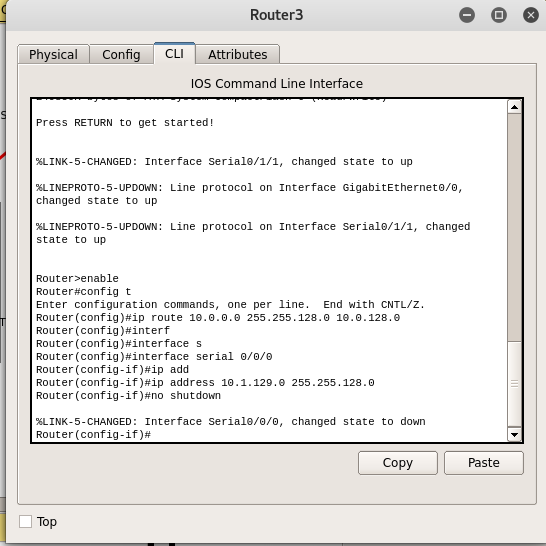 Router3
Physical Config CLI Attributes
IOS Command Line Interface
Press RETURN to get started!
%LINK-5-CHANGED: Interface Serial0/1/1, changed state to up
%LINEPROTO-5-UPDOWN: Line protocol on Interface GigabitEthernet0/0,
changed state to up
%LINEPROTO-5-UPDOWN: Line protocol on Interface Serial0/1/1, changed
state to up
Router>enable
Router#config t
Enter configuration commands, one per line.  End with CNTL/Z.
Router(config)#ip route 10.0.0.0 255.255.128.0 10.0.128.0
Router(config)#interf
Router(config)#interface s
Router(config)#interface serial 0/0/0
Router(config-if)#ip add
Router(config-if)#ip address 10.1.129.0 255.255.128.0
Router(config-if)#no shutdown
%LINK-5-CHANGED: Interface Serial0/0/0, changed state to down
Router(config-if)#
Copy Paste
Top